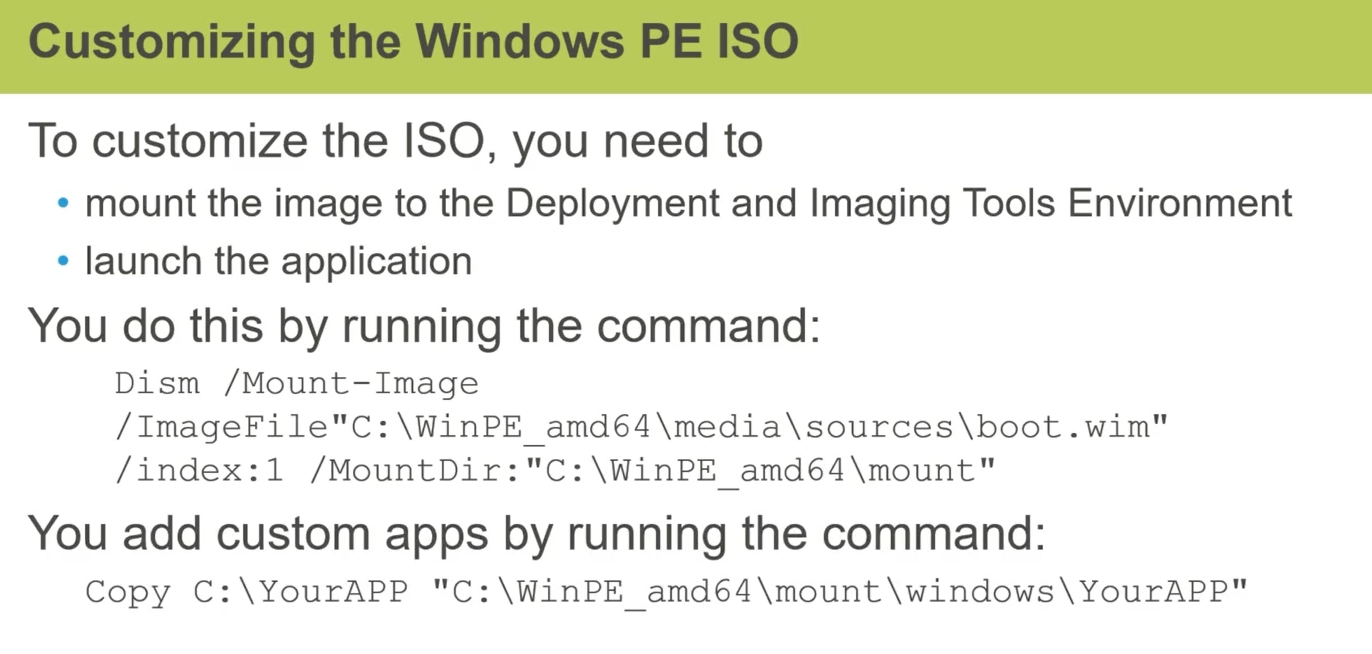 Customizing the Windows PE ISO
To customize the ISO, you need to
• mount the image to the Deployment and Imaging Tools Environment
• launch the application
You do this by running the command:
Dism /Mount-Image
/ImageFile"C:\WinPE_amd64\media\sources\boot.wim"
/index:1 /MountDir:"C:\WinPE_amd64\mount"
You add custom apps by running the command:
Copy C:\YourAPP "C:\WinPE_amd64\mount\windows\YourAPP"